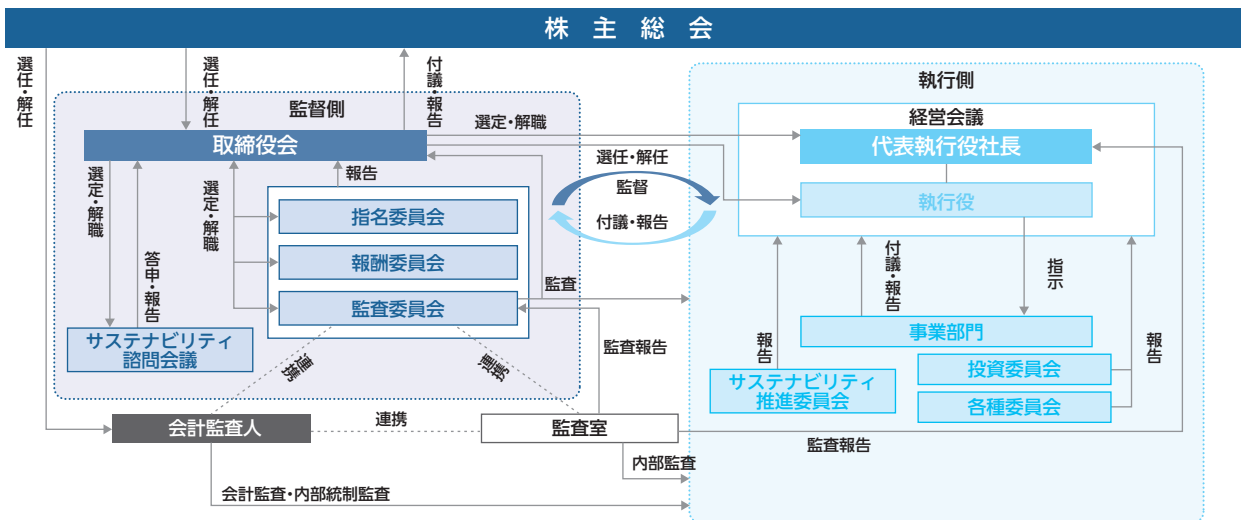 株主総会
選任・解任
選任・解任
付議・報告
監督側
取締役会
選定・解職
答申・報告
選定・解職
報告
指名委員会
報酬委員会
監査委員会
サステナビリティ
諮問会議
連携
連携
選定・解職
選任・解任
監督
付議・報告
監査
監査報告
執行側
経営会議
代表執行役社長
執行役
付議・報告
指示
報告
事業部門
報告
サステナビリティ
推進委員会
投資委員会
各種委員会
会計監査人
連携
監査室
監査報告
内部監査
会計監査・内部統制監査